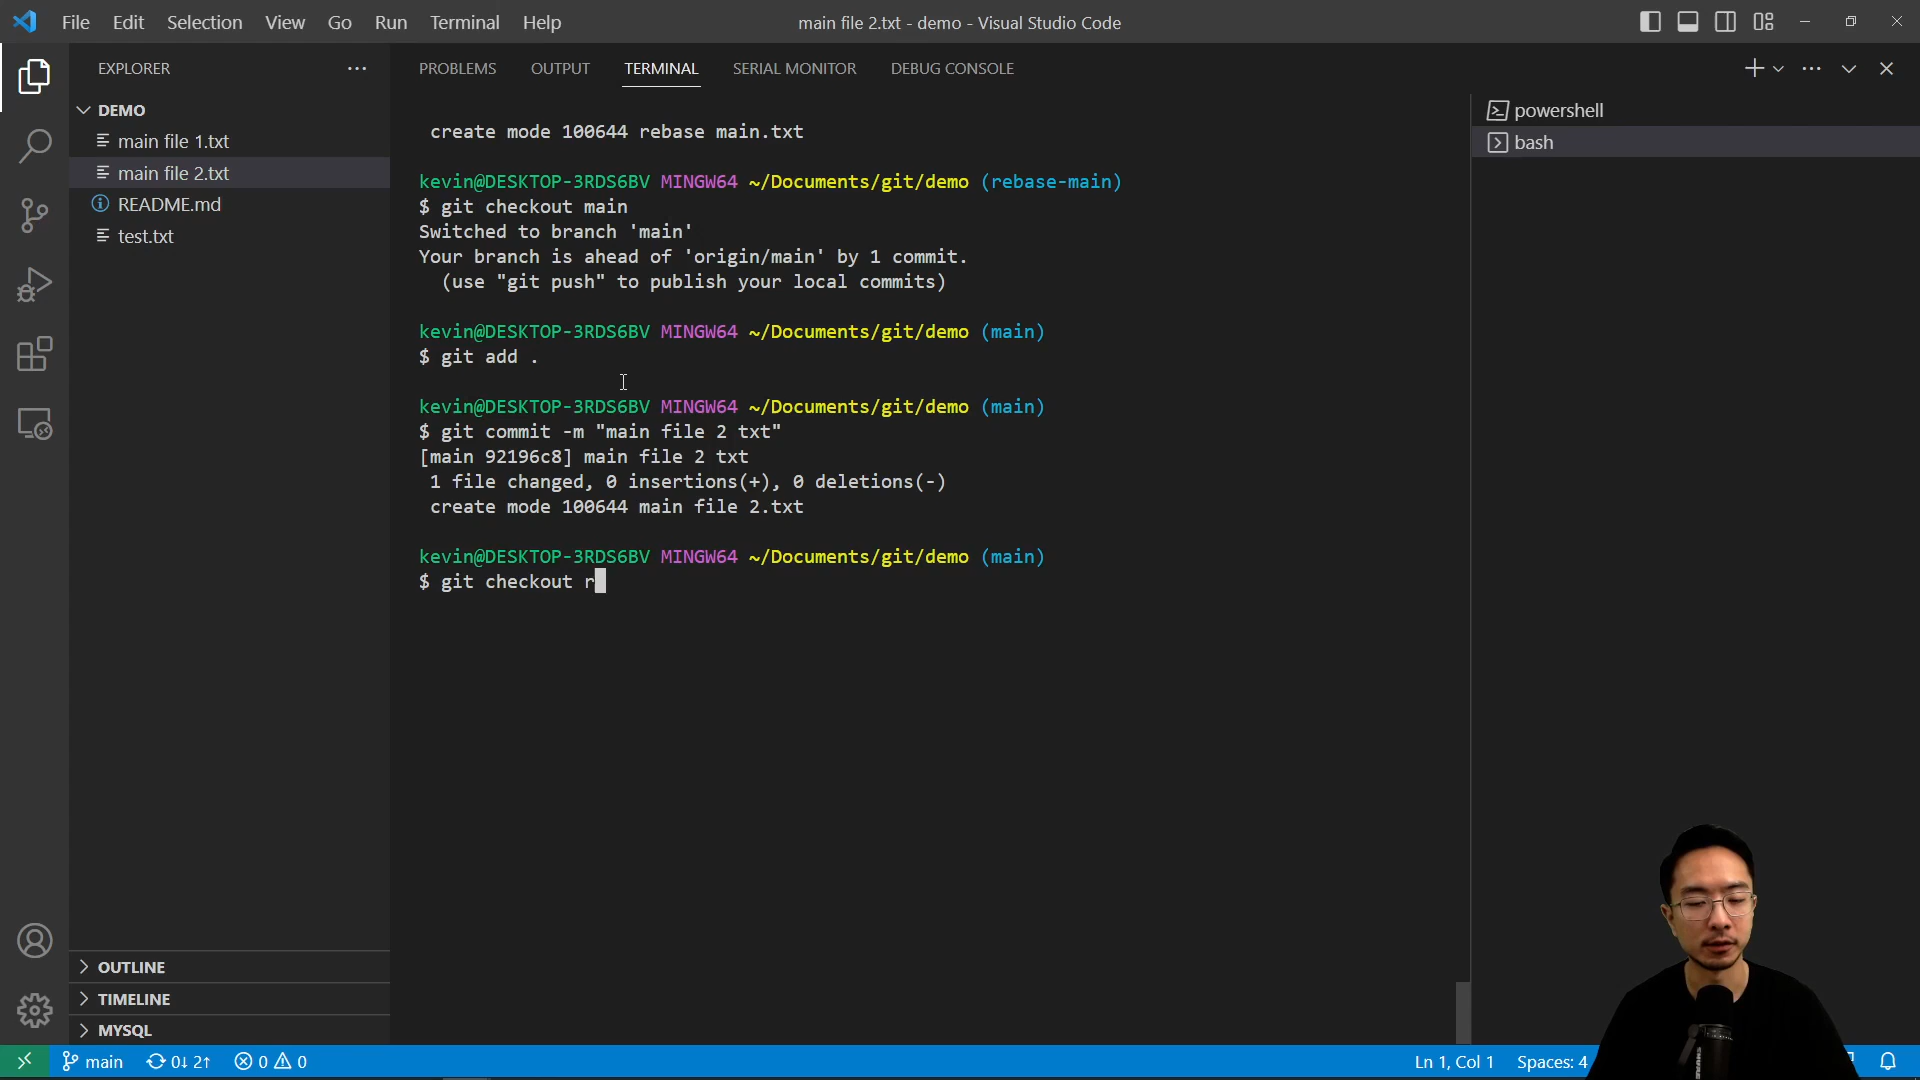 File Edit Selection View Go Run Terminal Help
main file 2.txt - demo - Visual Studio Code
EXPLORER
DEMO
main file 1.txt
main file 2.txt
README.md
test.txt
OUTLINE
TIMELINE
MYSQL
PROBLEMS OUTPUT TERMINAL SERIAL MONITOR DEBUG CONSOLE
create mode 100644 rebase main.txt
kevin@DESKTOP-3RDS6BV MINGW64 ~/Documents/git/demo (rebase-main)
$ git checkout main
Switched to branch 'main'
Your branch is ahead of 'origin/main' by 1 commit.
(use "git push" to publish your local commits)
kevin@DESKTOP-3RDS6BV MINGW64 ~/Documents/git/demo (main)
$ git add .
kevin@DESKTOP-3RDS6BV MINGW64 ~/Documents/git/demo (main)
$ git commit -m "main file 2 txt"
[main 92196c8] main file 2 txt
1 file changed, 0 insertions(+), 0 deletions(-)
create mode 100644 main file 2.txt
kevin@DESKTOP-3RDS6BV MINGW64 ~/Documents/git/demo (main)
$ git checkout r
powershell
bash
main 0↓ 2↑ 0 0
Ln 1, Col 1 Spaces: 4